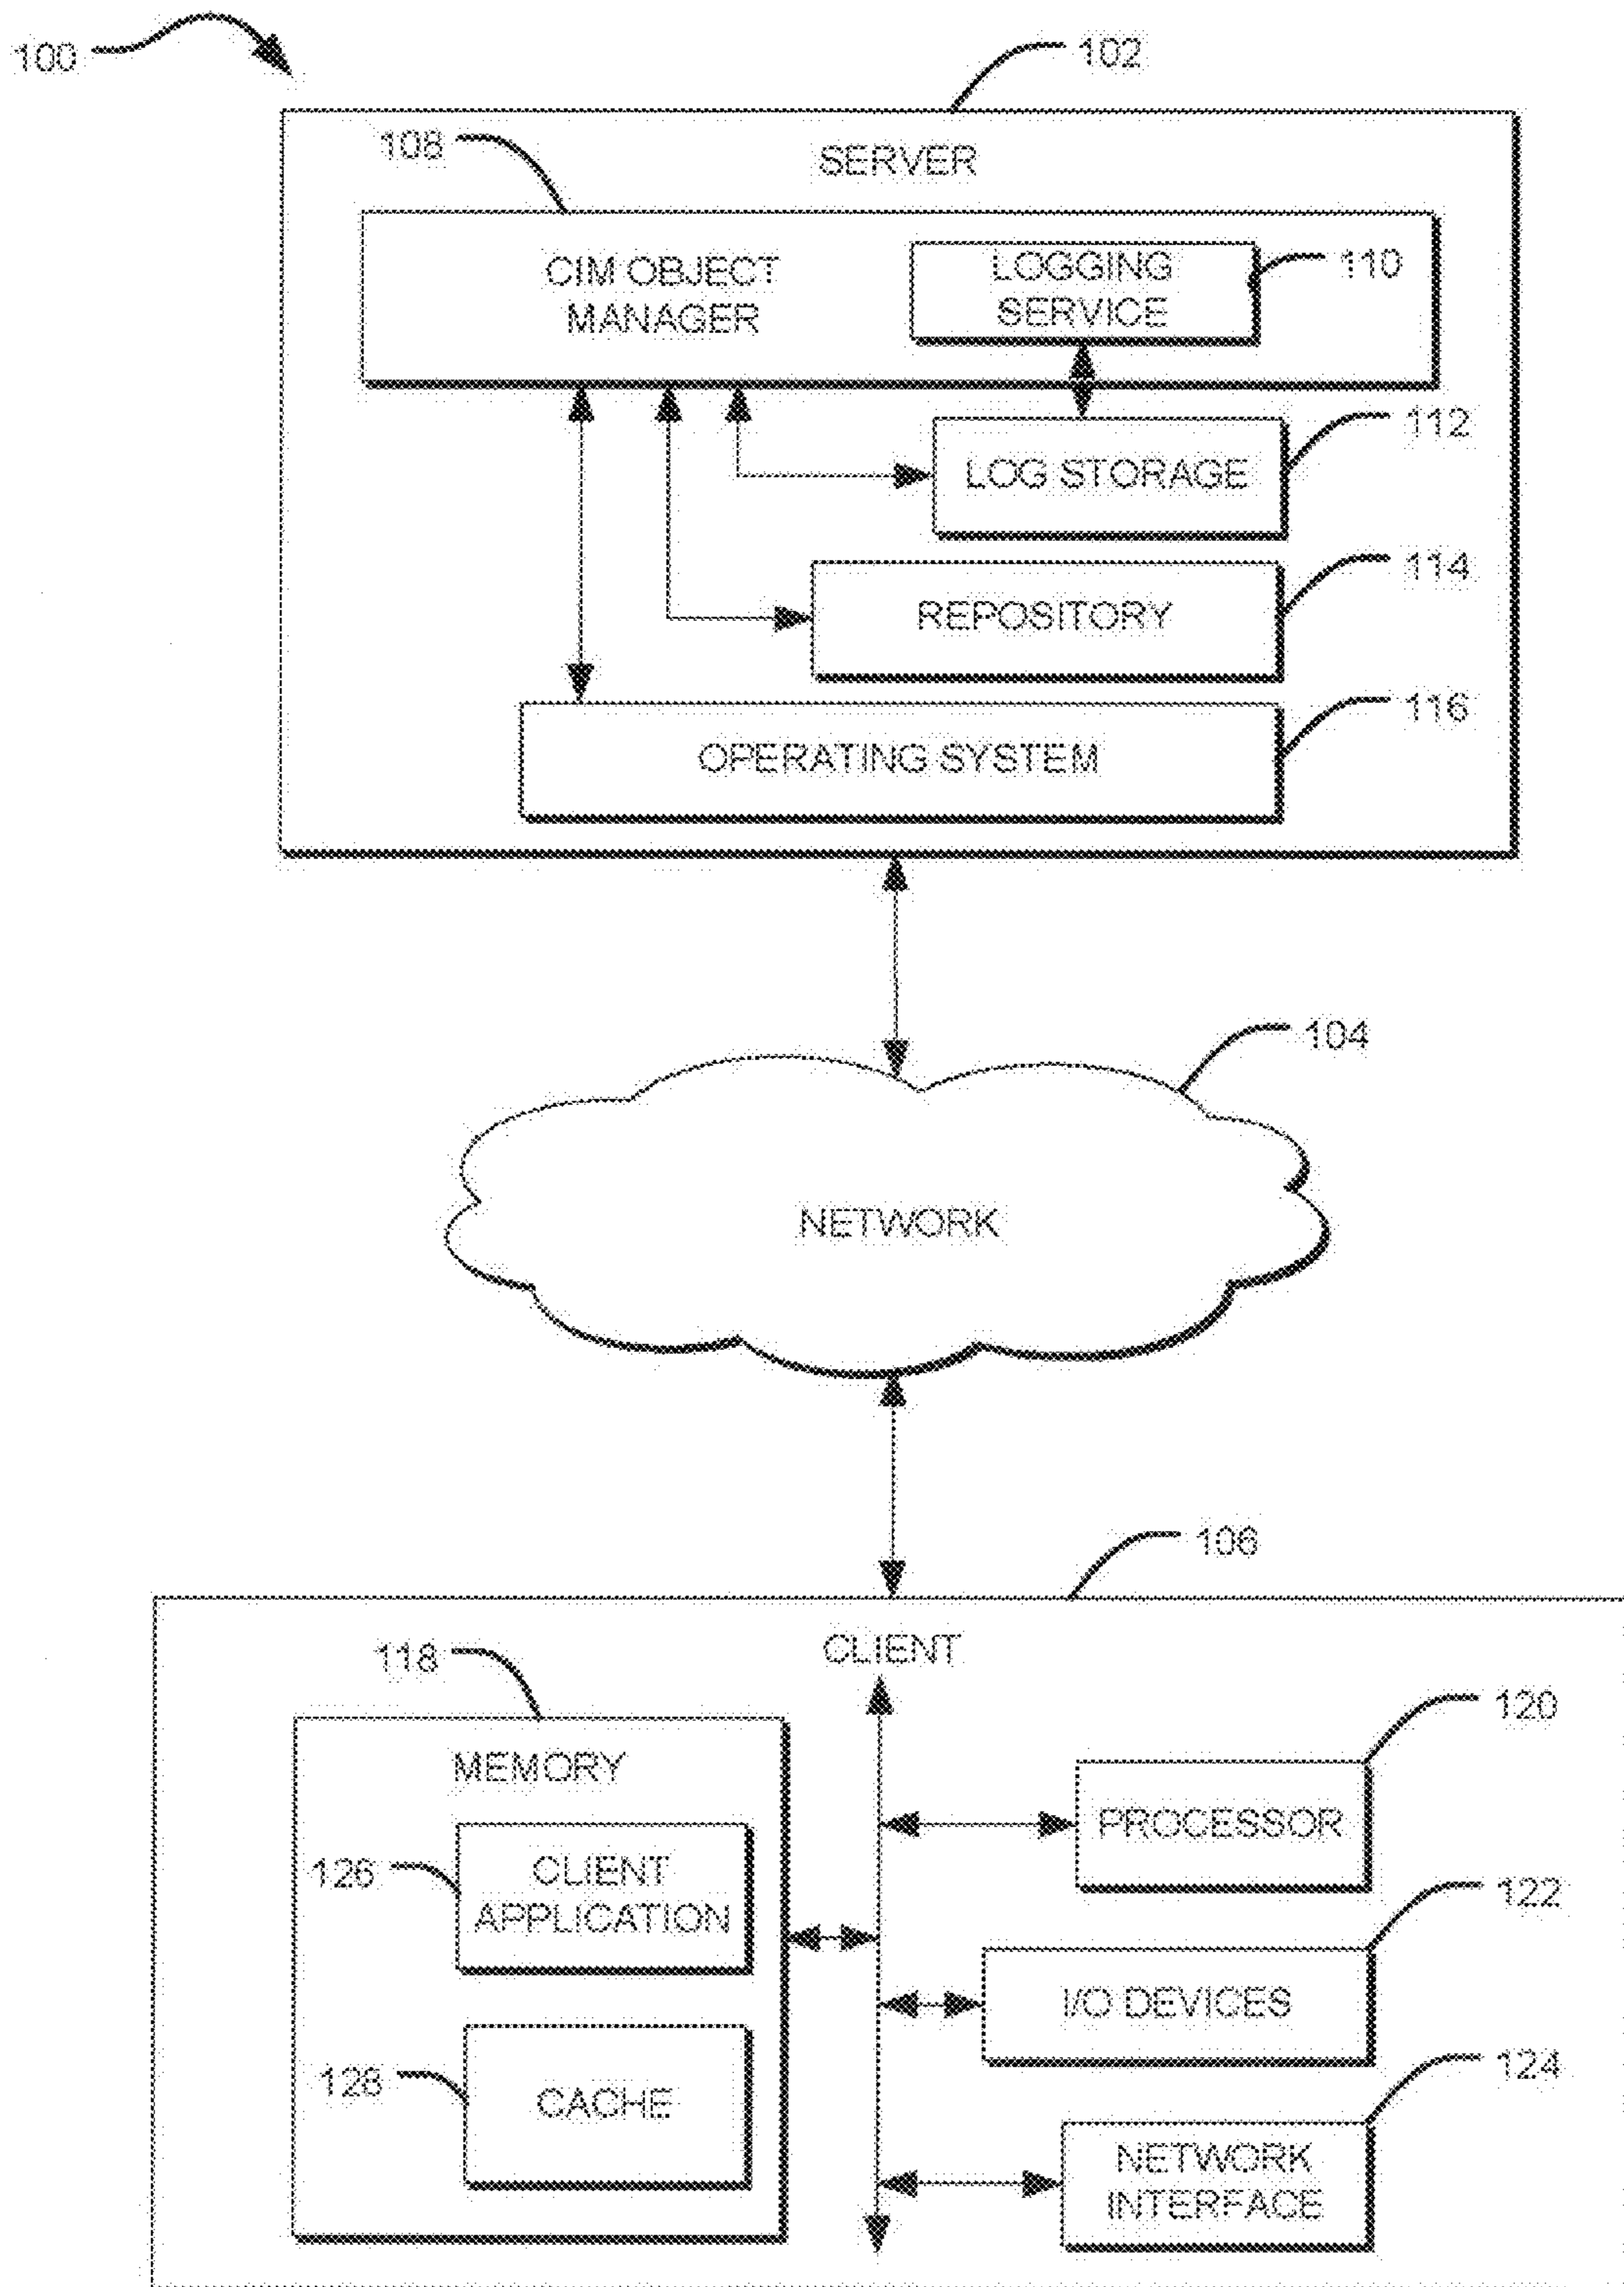 100
102
SERVER
108
CIM OBJECT
MANAGER
LOGGING
SERVICE
110
LOG STORAGE
112
REPOSITORY
114
OPERATING SYSTEM
116
104
NETWORK
106
CLIENT
118
MEMORY
126
CLIENT
APPLICATION
128
CACHE
120
PROCESSOR
122
I/O DEVICES
124
NETWORK
INTERFACE